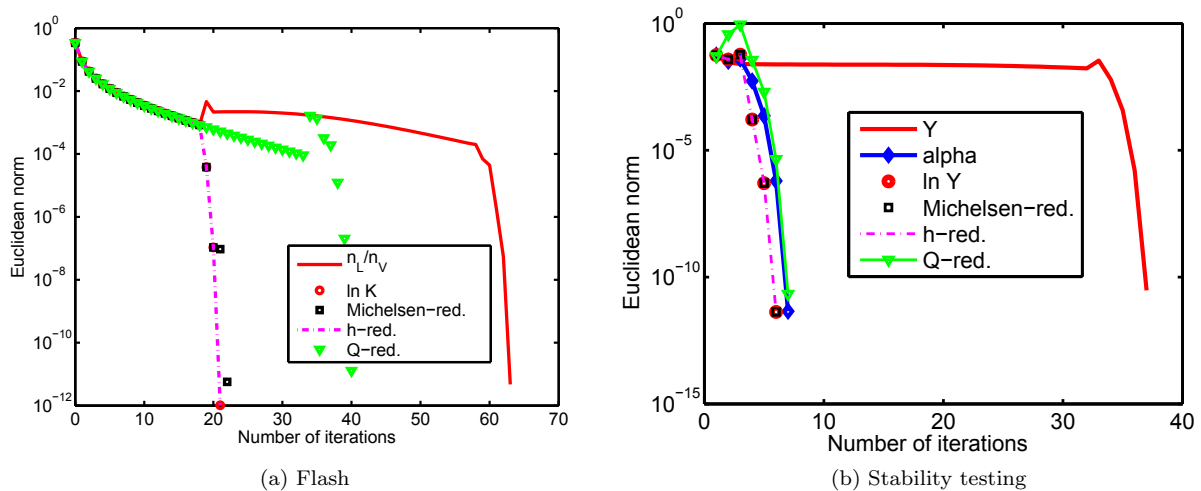 10^0
10^-2
10^-4
10^-6
10^-8
10^-10
10^-12
Euclidean norm
0 10 20 30 40 50 60 70
Number of iterations
n_L/n_V
ln K
Michelsen−red.
h−red.
Q−red.
(a) Flash
10^0
10^-5
10^-10
10^-15
Euclidean norm
0 10 20 30 40
Number of iterations
Y
alpha
ln Y
Michelsen−red.
h−red.
Q−red.
(b) Stability testing